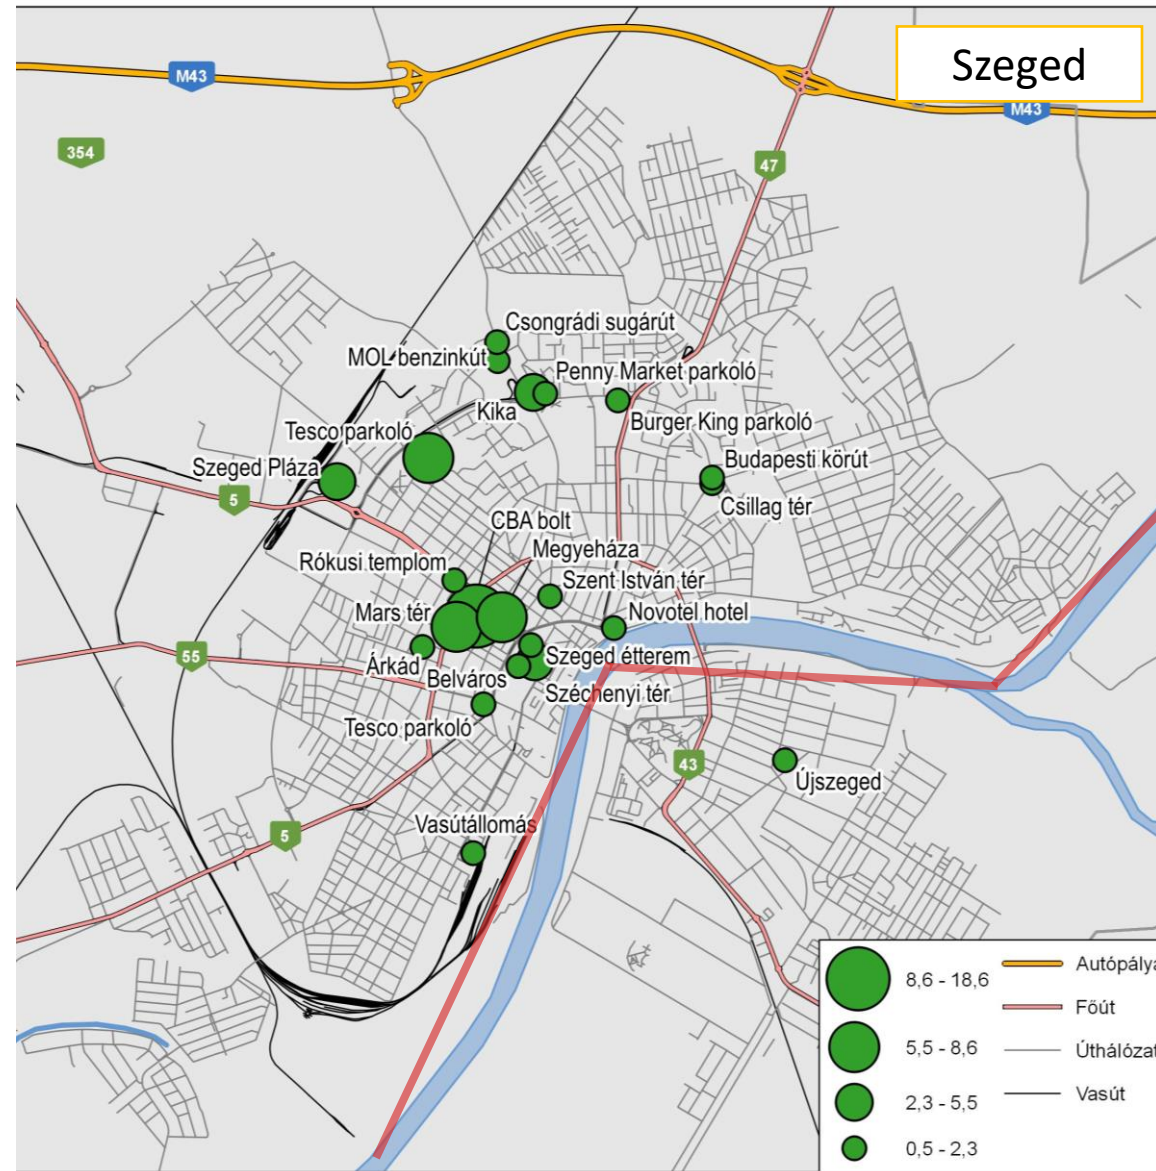 Szeged
M43
M43
354
47
Csongrádi sugárút
MOL benzinkút
Penny Market parkoló
Kika
Burger King parkoló
Tesco parkoló
Budapesti körút
Szeged Pláza
Csillag tér
5
CBA bolt
Megyeháza
Rókusi templom
Szent István tér
Mars tér
Novotel hotel
55
Árkád
Szeged étterem
Belváros
Széchenyi tér
Tesco parkoló
43
Újszeged
5
Vasútállomás
8,6 - 18,6
Autópálya
Főút
5,5 - 8,6
Úthálózat
2,3 - 5,5
Vasút
0,5 - 2,3